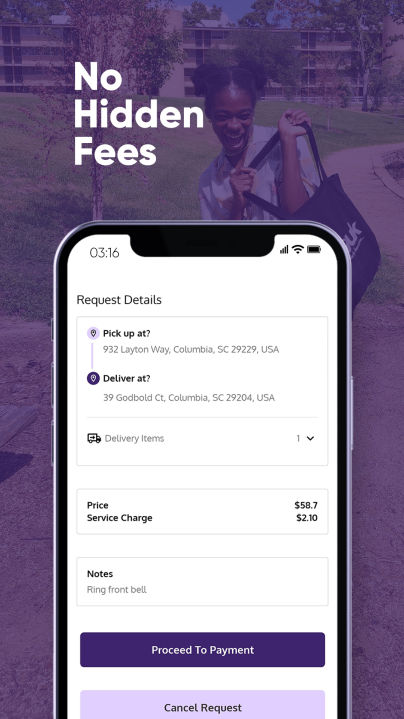 No
Hidden
Fees
03:16
Request Details
Pick up at?
932 Layton Way, Columbia, SC 29229, USA
Deliver at?
39 Godbold Ct, Columbia, SC 29204, USA
Delivery Items 1
Price $58.7
Service Charge $2.10
Notes
Ring front bell
Proceed To Payment
Cancel Request